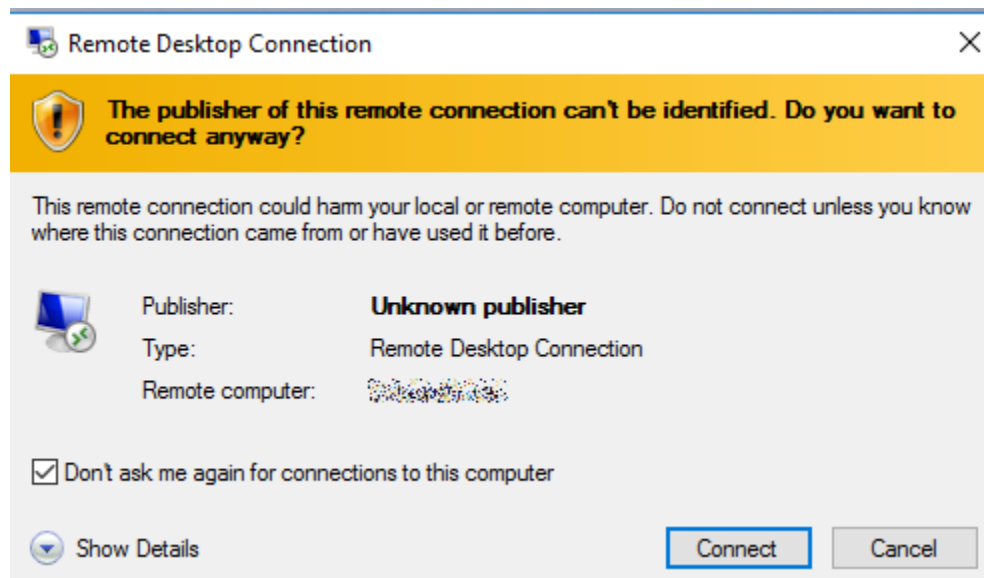 Remote Desktop Connection
The publisher of this remote connection can't be identified. Do you want to
connect anyway?
This remote connection could harm your local or remote computer. Do not connect unless you know
where this connection came from or have used it before.
Publisher: Unknown publisher
Type: Remote Desktop Connection
Remote computer:
Don't ask me again for connections to this computer
Show Details Connect Cancel